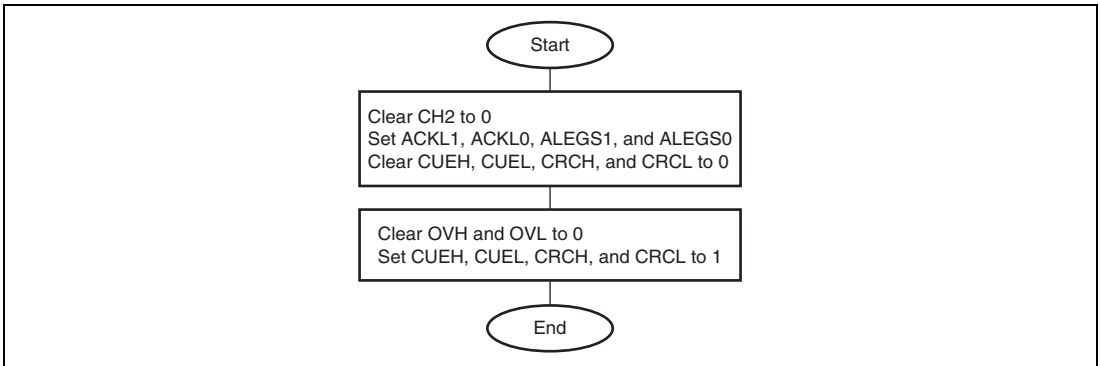 Start
Clear CH2 to 0
Set ACKL1, ACKL0, ALEGS1, and ALEGS0
Clear CUEH, CUEL, CRCH, and CRCL to 0
Clear OVH and OVL to 0
Set CUEH, CUEL, CRCH, and CRCL to 1
End